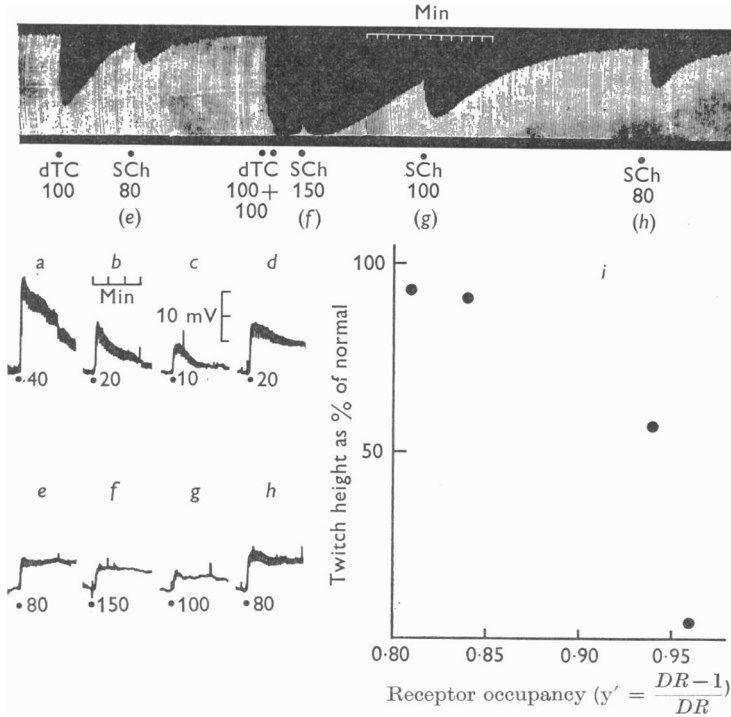 Min
dTC SCh dTC SCh SCh SCh
100 80 100 + 150 100 80
(e) 100 (f) (g) (h)
a b c d
Min
10 mV
40 20 10 20
e f g h
80 150 100 80
i
Twitch height as % of normal
100
50
0·80 0·85 0·90 0·95
Receptor occupancy (y′ = DR−1
DR)